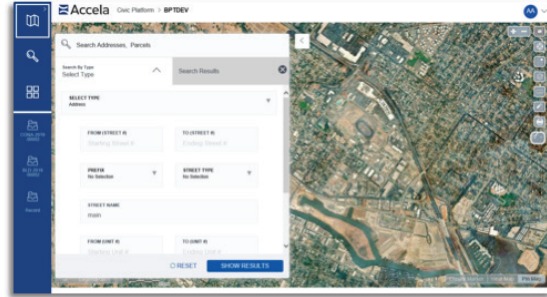 Accela Civic Platform > BPTDEV
AA
Search Addresses, Parcels
Search By Type
Select Type
Search Results
SELECT TYPE
Address
FROM (STREET #)
TO (STREET #)
Starting Street #
Ending Street #
PREFIX
No Selection
STREET TYPE
No Selection
STREET NAME
main
FROM (UNIT #)
TO (UNIT #)
Starting Unit #
Ending Unit #
RESET
SHOW RESULTS
Record